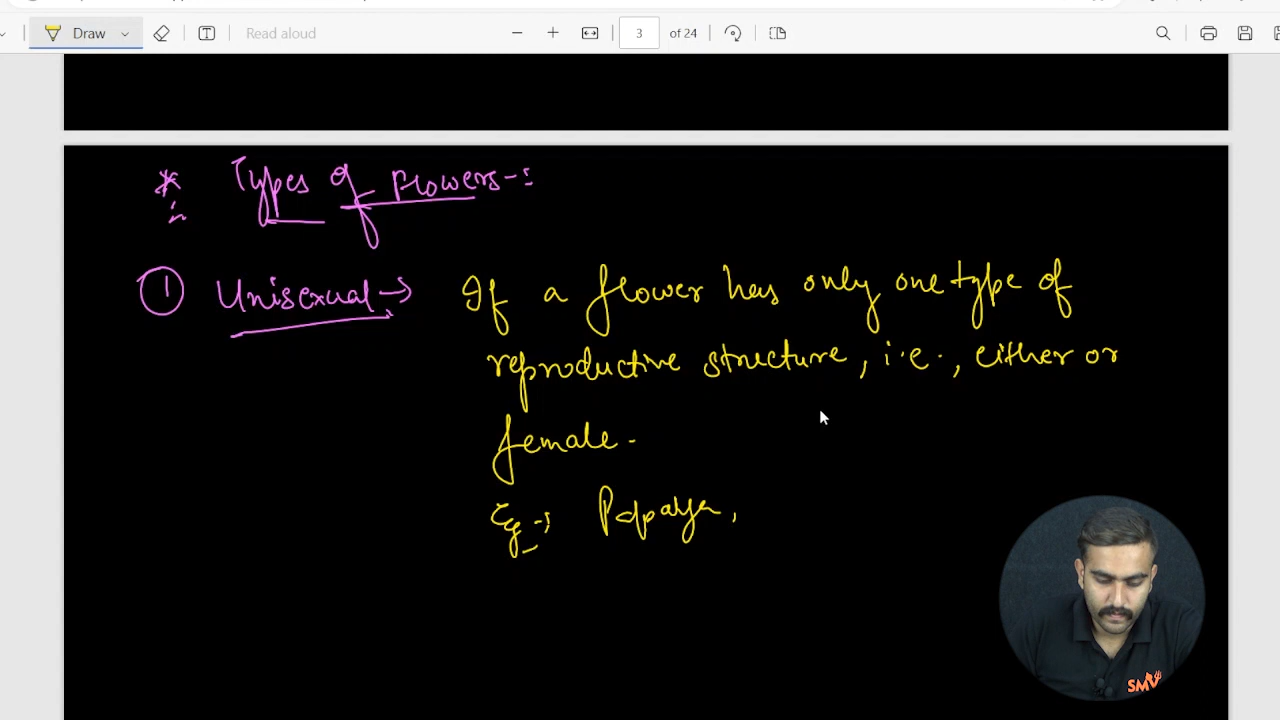 Draw
Read aloud
3 of 24
* Types of Flowers-:
① Unisexual→ If a flower has only one type of
reproductive structure, i.e., either or
female.
Eg-: Papaya,
SMV